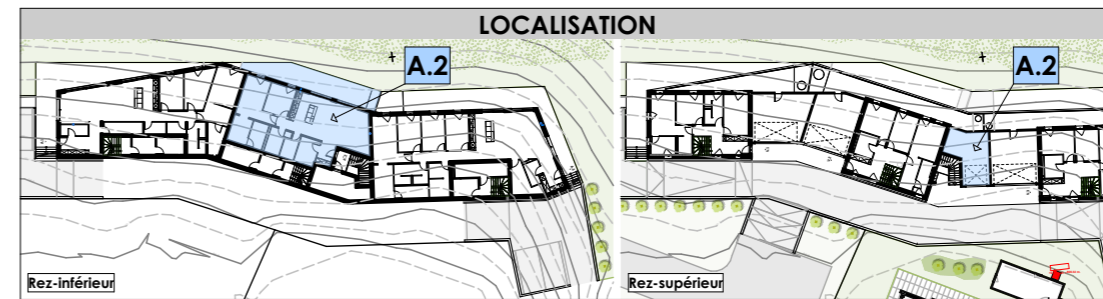 LOCALISATION
A.2
A.2
Rez-inférieur
Rez-supérieur